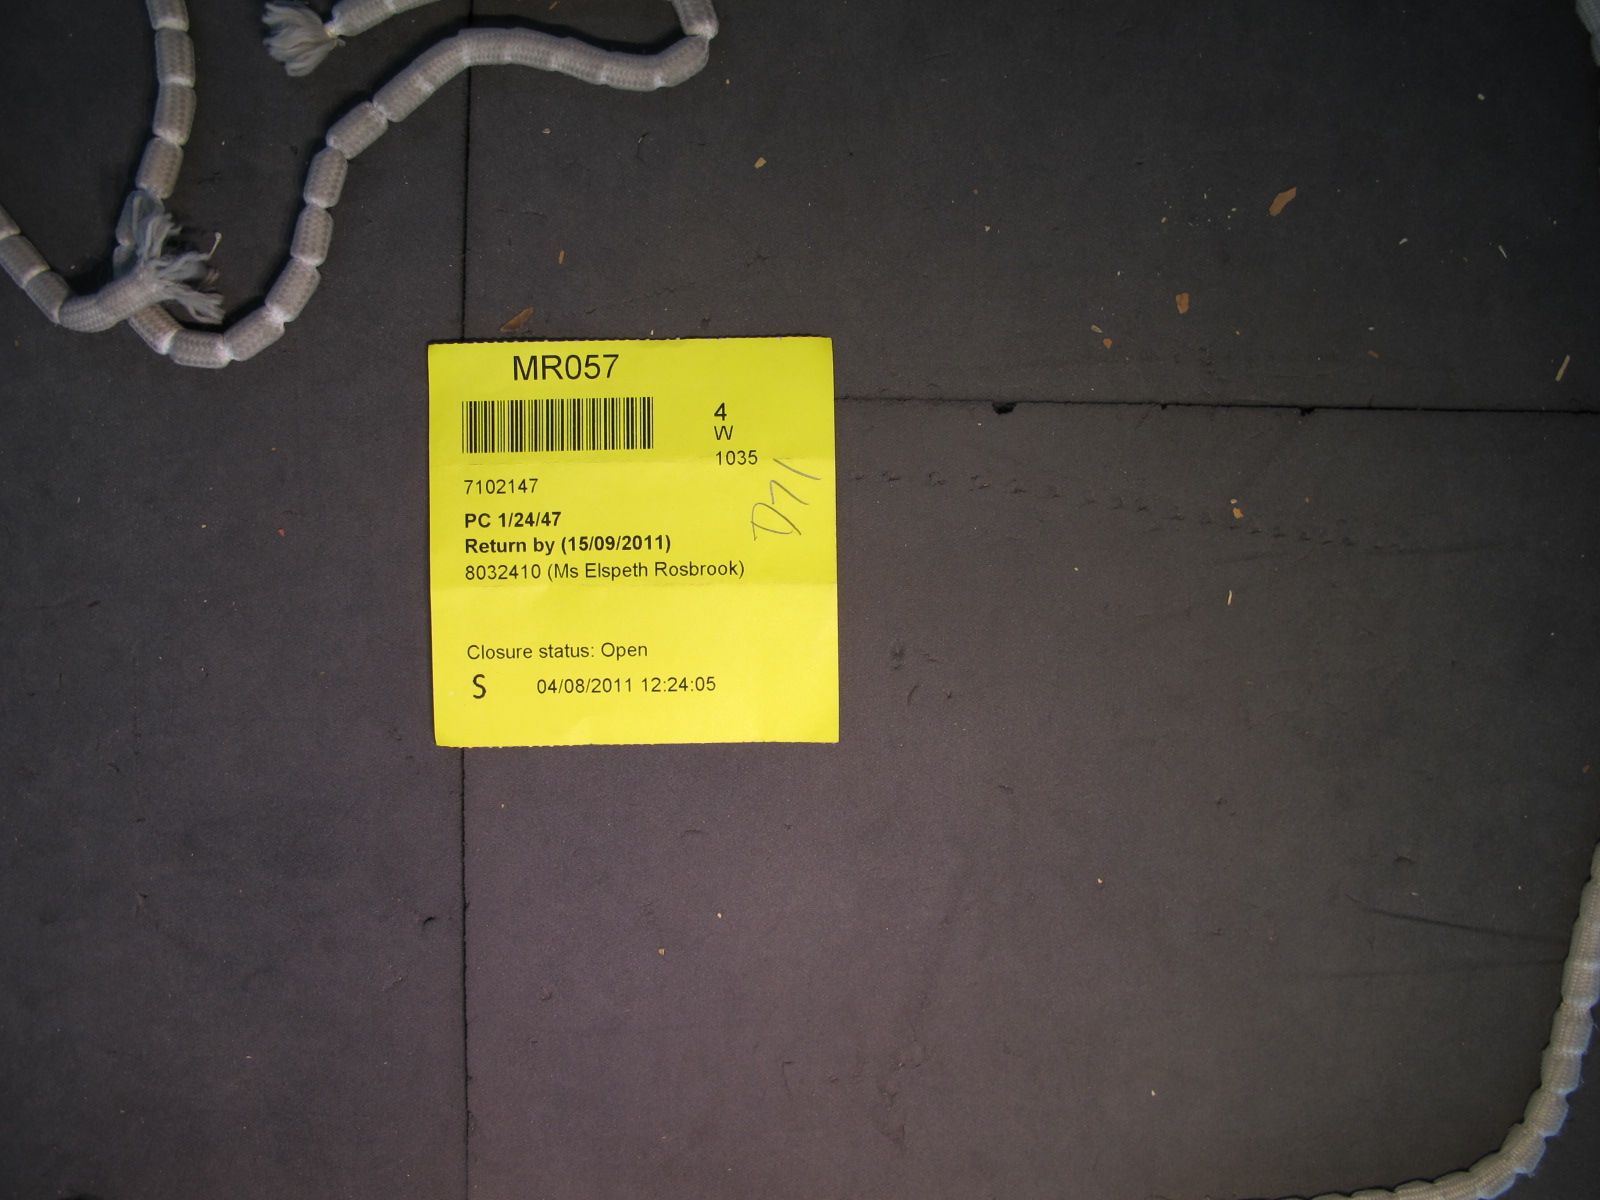 MR057
4
W
1035
7102147
D71
PC 1/24/47
Return by (15/09/2011)
8032410 (Ms Elspeth Rosbrook)
Closure status: Open
S 04/08/2011 12:24:05